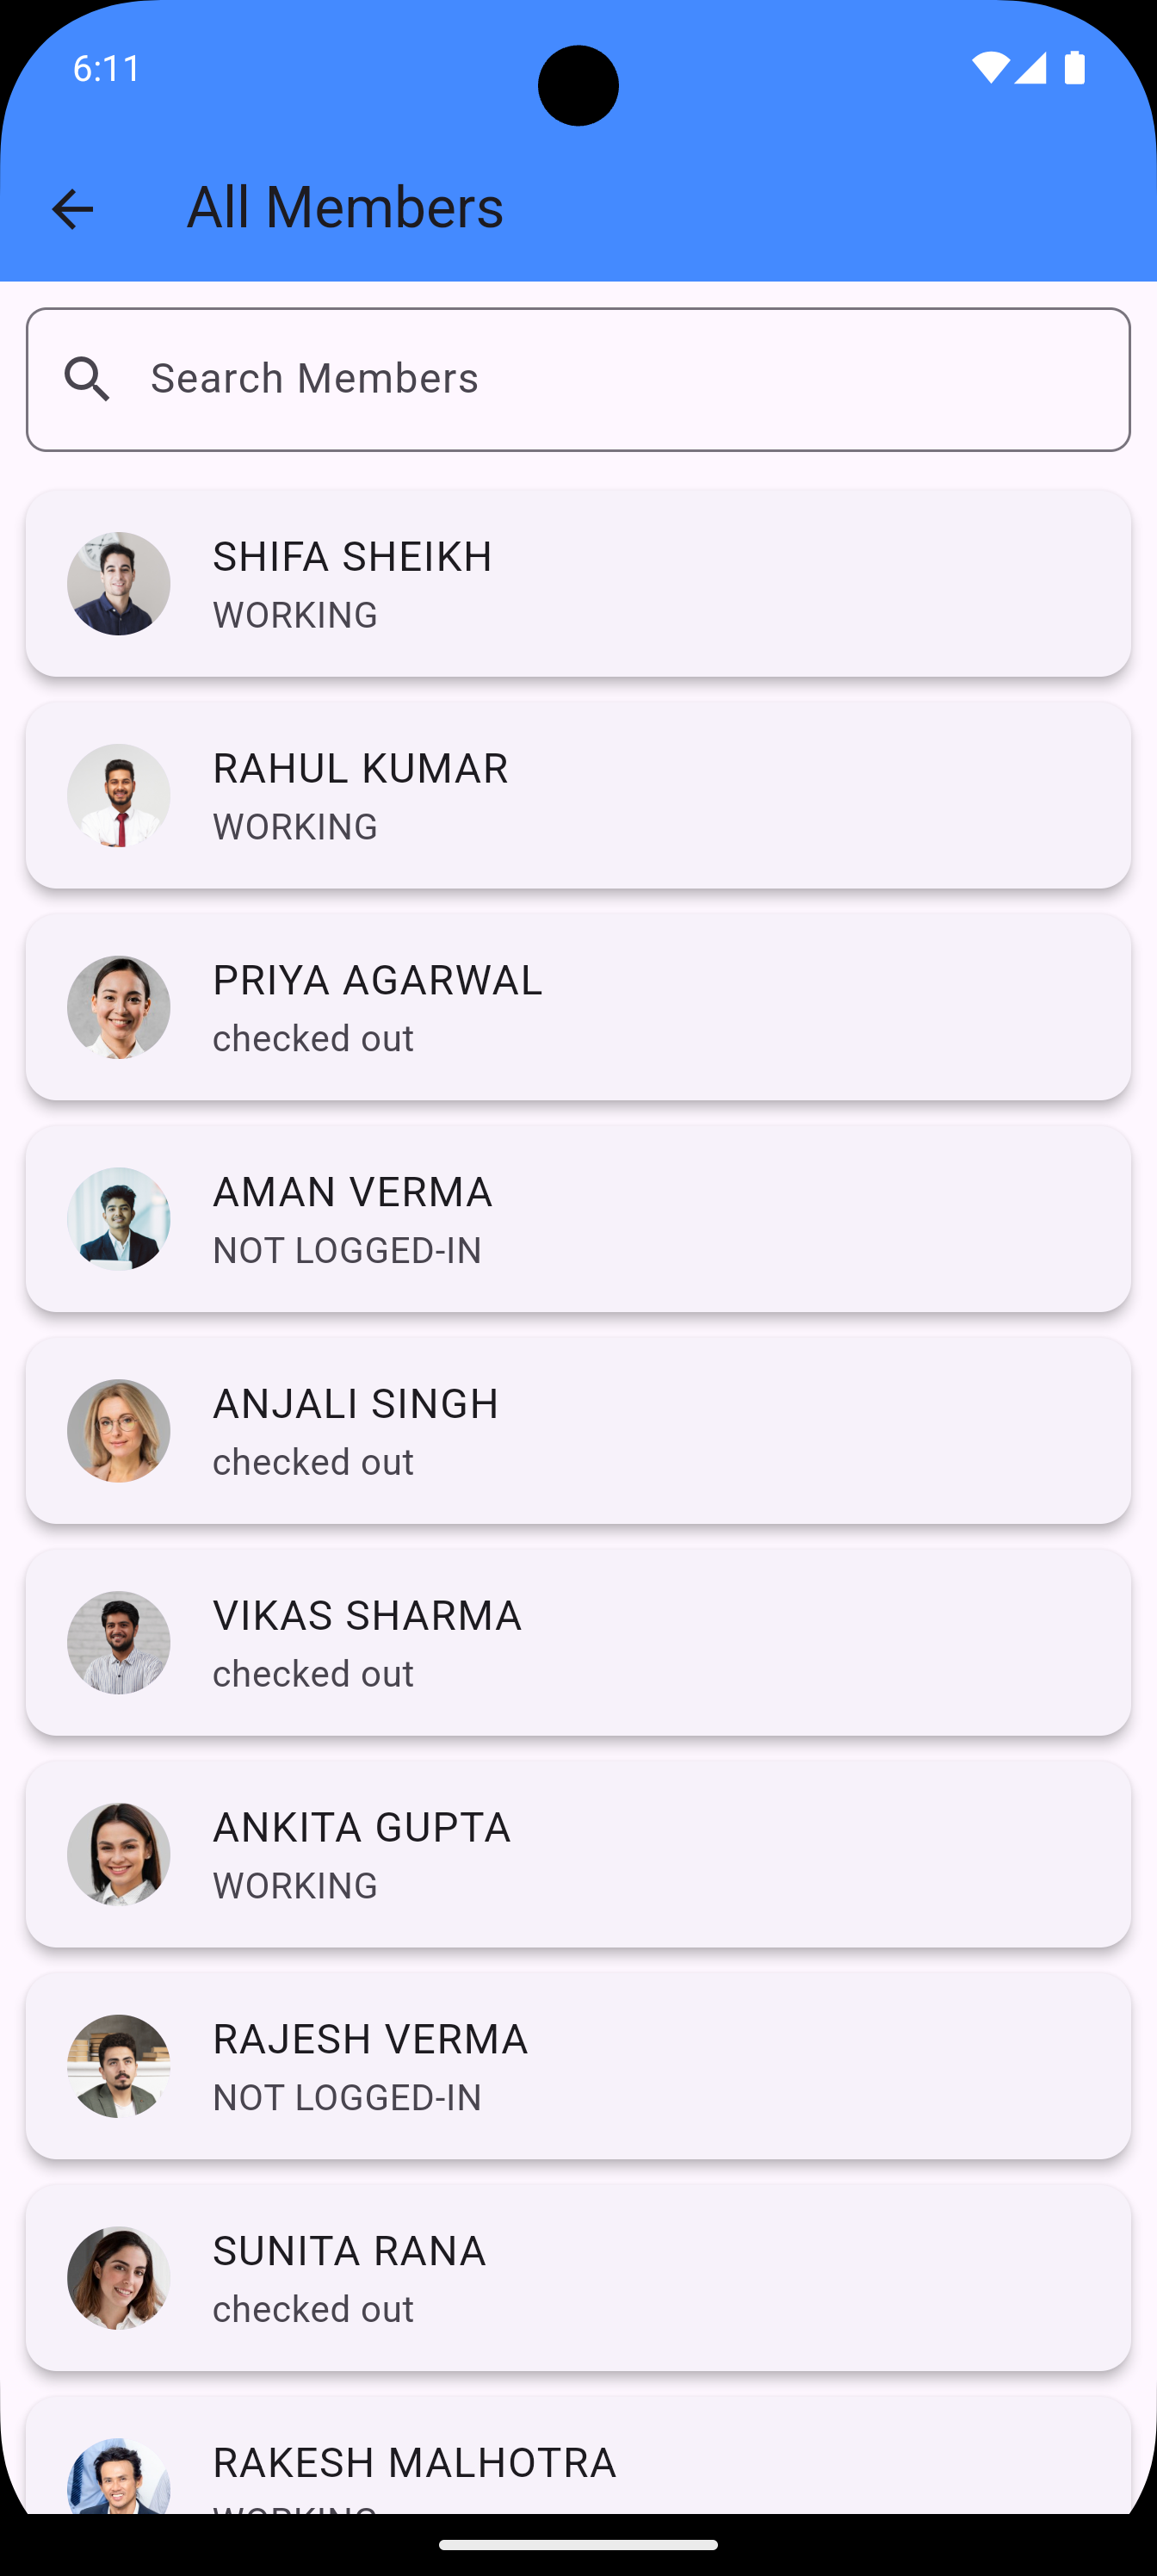 6:11
All Members
Search Members
SHIFA SHEIKH
WORKING
RAHUL KUMAR
WORKING
PRIYA AGARWAL
checked out
AMAN VERMA
NOT LOGGED-IN
ANJALI SINGH
checked out
VIKAS SHARMA
checked out
ANKITA GUPTA
WORKING
RAJESH VERMA
NOT LOGGED-IN
SUNITA RANA
checked out
RAKESH MALHOTRA
WORKING